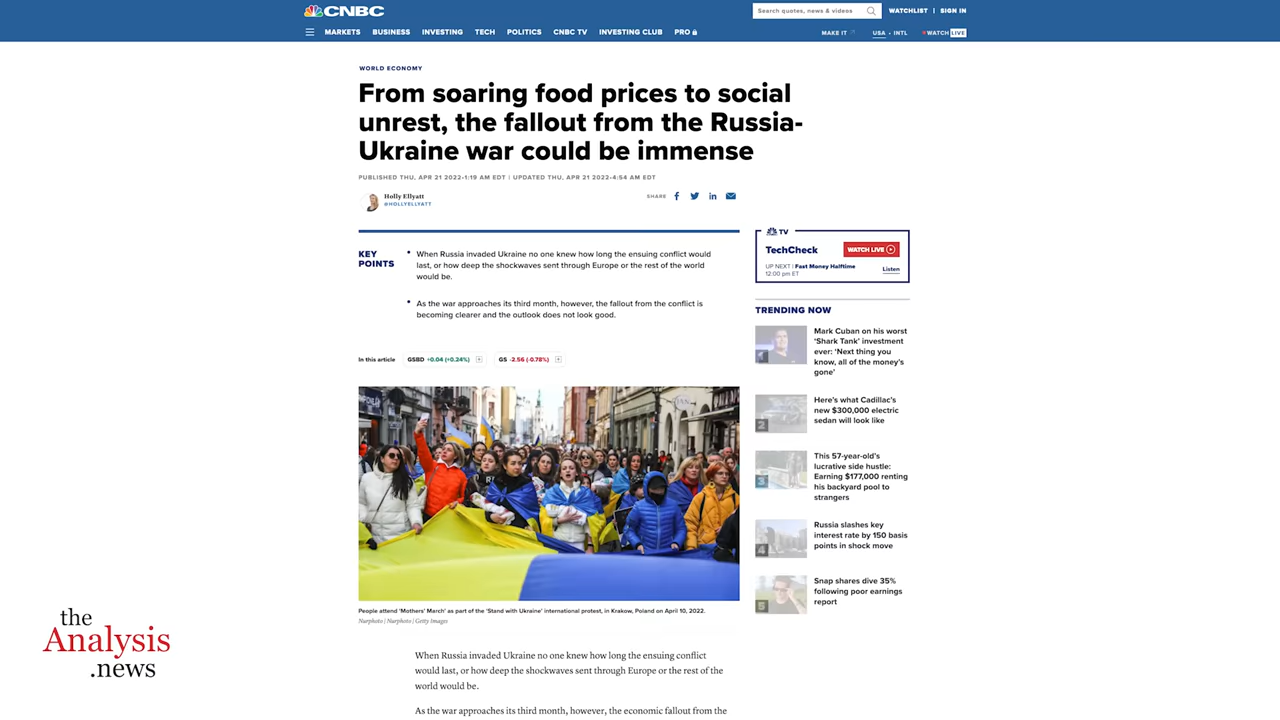 CNBC
Search quotes, news & videos
WATCHLIST | SIGN IN
MARKETS BUSINESS INVESTING TECH POLITICS CNBC TV INVESTING CLUB PRO
MAKE IT
USA • INTL
WATCH LIVE
WORLD ECONOMY
From soaring food prices to social
unrest, the fallout from the Russia-
Ukraine war could be immense
PUBLISHED THU, APR 21 2022•1:19 AM EDT | UPDATED THU, APR 21 2022•4:54 AM EDT
Holly Ellyatt
@HOLLYELLYATT
SHARE
KEY
POINTS
• When Russia invaded Ukraine no one knew how long the ensuing conflict would
last, or how deep the shockwaves sent through Europe or the rest of the world
would be.
• As the war approaches its third month, however, the fallout from the conflict is
becoming clearer and the outlook does not look good.
In this article
GSBD +0.04 (+0.24%)
GS -2.56 (-0.78%)
People attend 'Mothers' March' as part of the 'Stand with Ukraine' international protest, in Krakow, Poland on April 10, 2022.
Nurphoto | Nurphoto | Getty Images
When Russia invaded Ukraine no one knew how long the ensuing conflict
would last, or how deep the shockwaves sent through Europe or the rest of the
world would be.
As the war approaches its third month, however, the economic fallout from the
TV
TechCheck
WATCH LIVE
UP NEXT | Fast Money Halftime
12:00 pm ET
Listen
TRENDING NOW
Mark Cuban on his worst
'Shark Tank' investment
ever: 'Next thing you
know, all of the money's
gone'
2
Here's what Cadillac's
new $300,000 electric
sedan will look like
3
This 57-year-old's
lucrative side hustle:
Earning $177,000 renting
his backyard pool to
strangers
4
Russia slashes key
interest rate by 150 basis
points in shock move
5
Snap shares dive 35%
following poor earnings
report
the
Analysis
.news